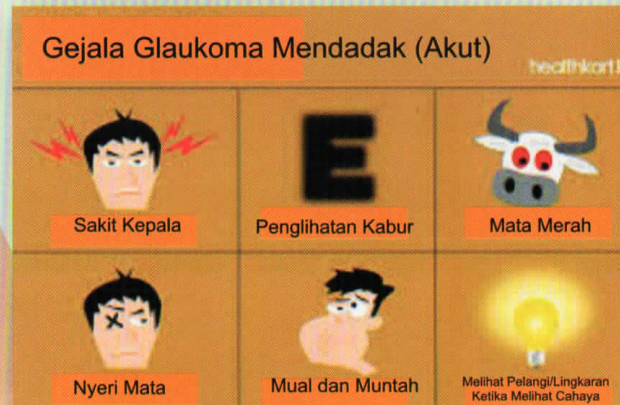 Gejala Glaukoma Mendadak (Akut)
healthkart
Sakit Kepala
Penglihatan Kabur
Mata Merah
E
Nyeri Mata
Mual dan Muntah
Melihat Pelangi/Lingkaran
Ketika Melihat Cahaya